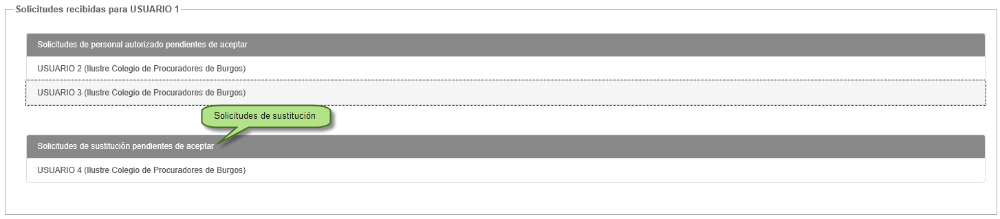 Solicitudes recibidas para USUARIO 1
Solicitudes de personal autorizado pendientes de aceptar
USUARIO 2 (Ilustre Colegio de Procuradores de Burgos)
USUARIO 3 (Ilustre Colegio de Procuradores de Burgos)
Solicitudes de sustitución
Solicitudes de sustitución pendientes de aceptar
USUARIO 4 (Ilustre Colegio de Procuradores de Burgos)